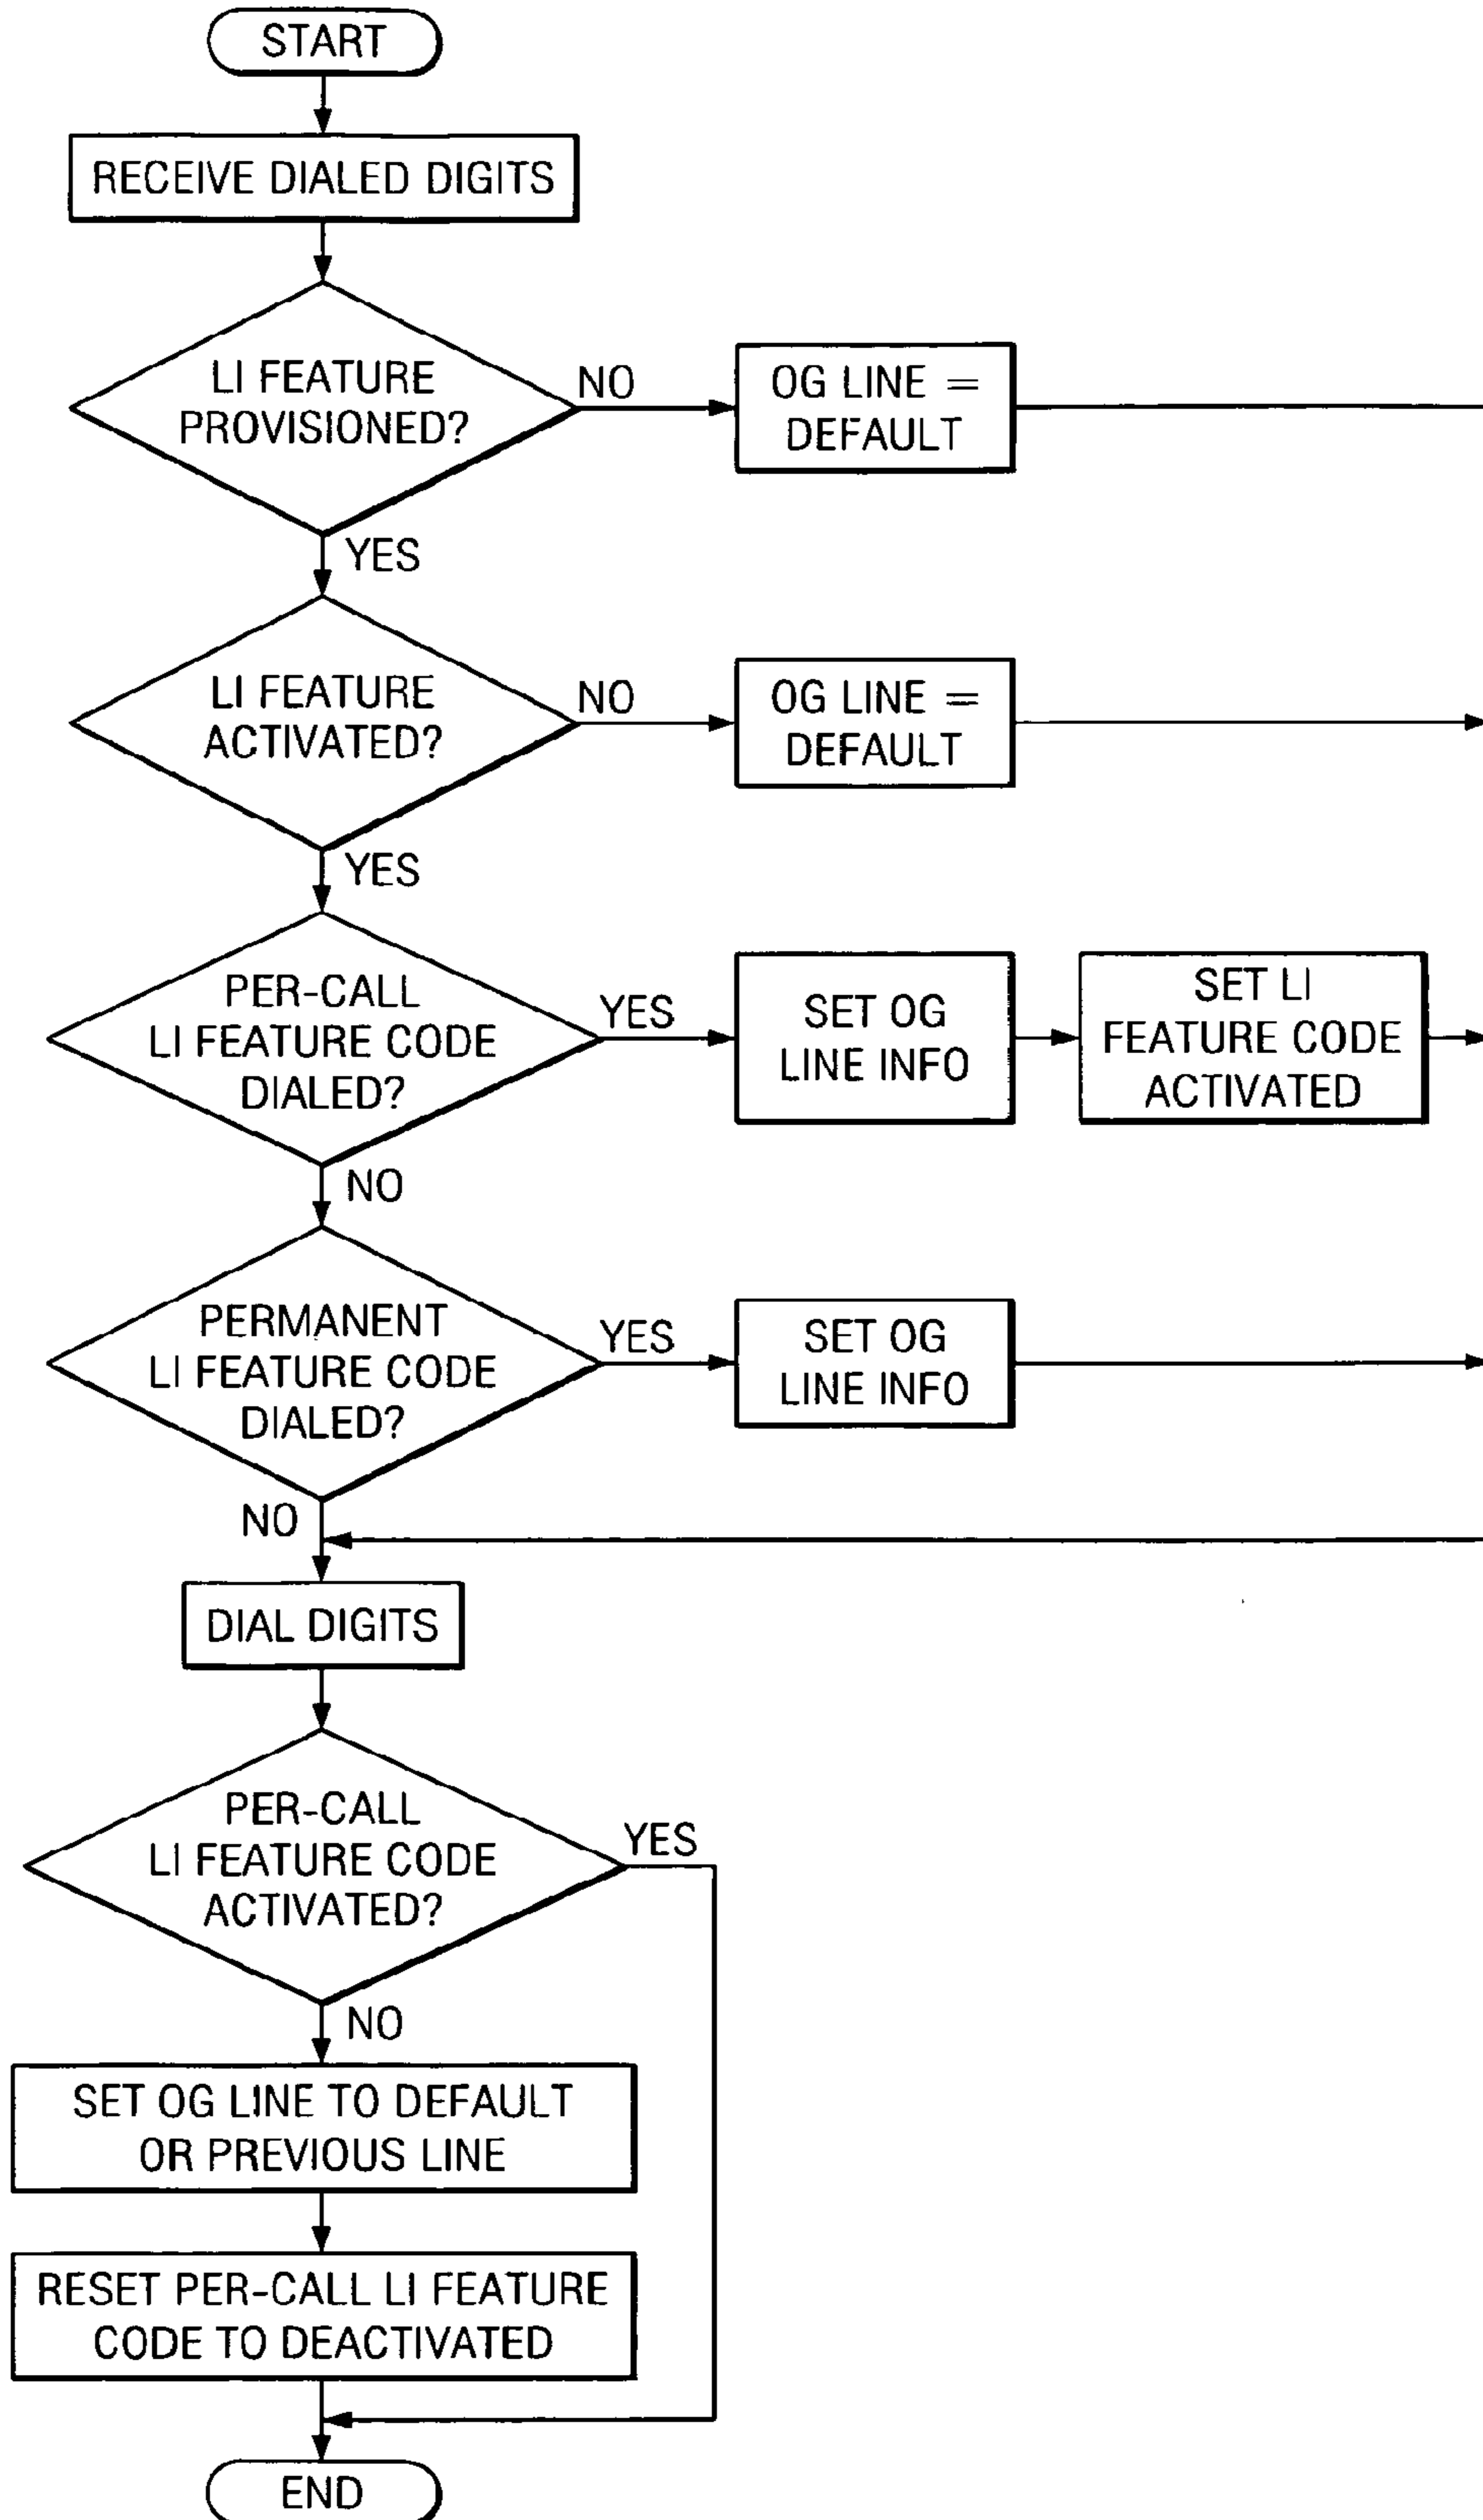 START
RECEIVE DIALED DIGITS
LI FEATURE
PROVISIONED?
NO
OG LINE =
DEFAULT
YES
LI FEATURE
ACTIVATED?
NO
OG LINE =
DEFAULT
YES
PER-CALL
LI FEATURE CODE
DIALED?
YES
SET OG
LINE INFO
SET LI
FEATURE CODE
ACTIVATED
NO
PERMANENT
LI FEATURE CODE
DIALED?
YES
SET OG
LINE INFO
NO
DIAL DIGITS
PER-CALL
LI FEATURE CODE
ACTIVATED?
YES
NO
SET OG LINE TO DEFAULT
OR PREVIOUS LINE
RESET PER-CALL LI FEATURE
CODE TO DEACTIVATED
END